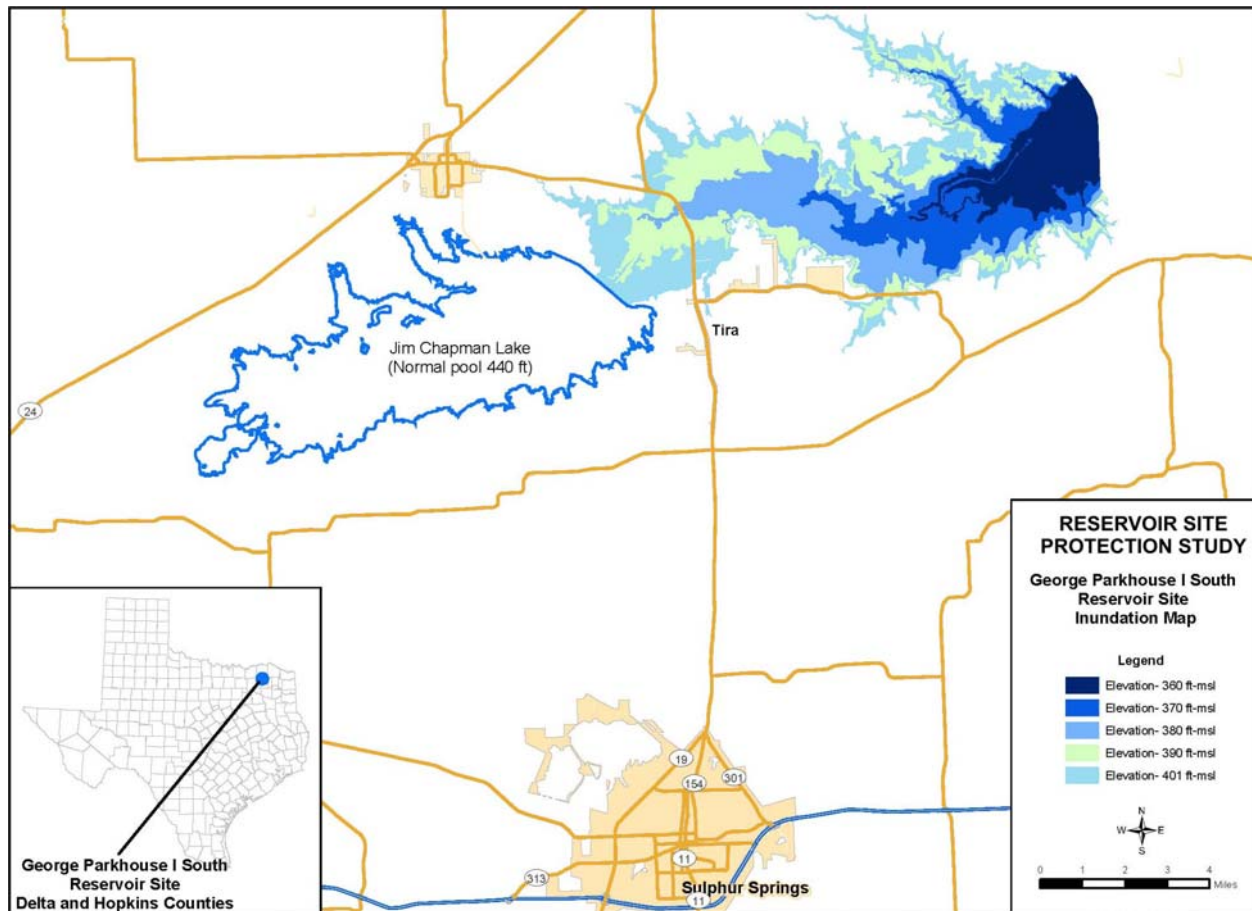 Jim Chapman Lake
(Normal pool 440 ft)
Tira
24
19
154
301
11
313
Sulphur Springs
11
RESERVOIR SITE
PROTECTION STUDY
George Parkhouse I South
Reservoir Site
Inundation Map
Legend
Elevation- 360 ft-msl
Elevation- 370 ft-msl
Elevation- 380 ft-msl
Elevation- 390 ft-msl
Elevation- 401 ft-msl
N
W E
S
0 1 2 3 4
Miles
George Parkhouse I South
Reservoir Site
Delta and Hopkins Counties